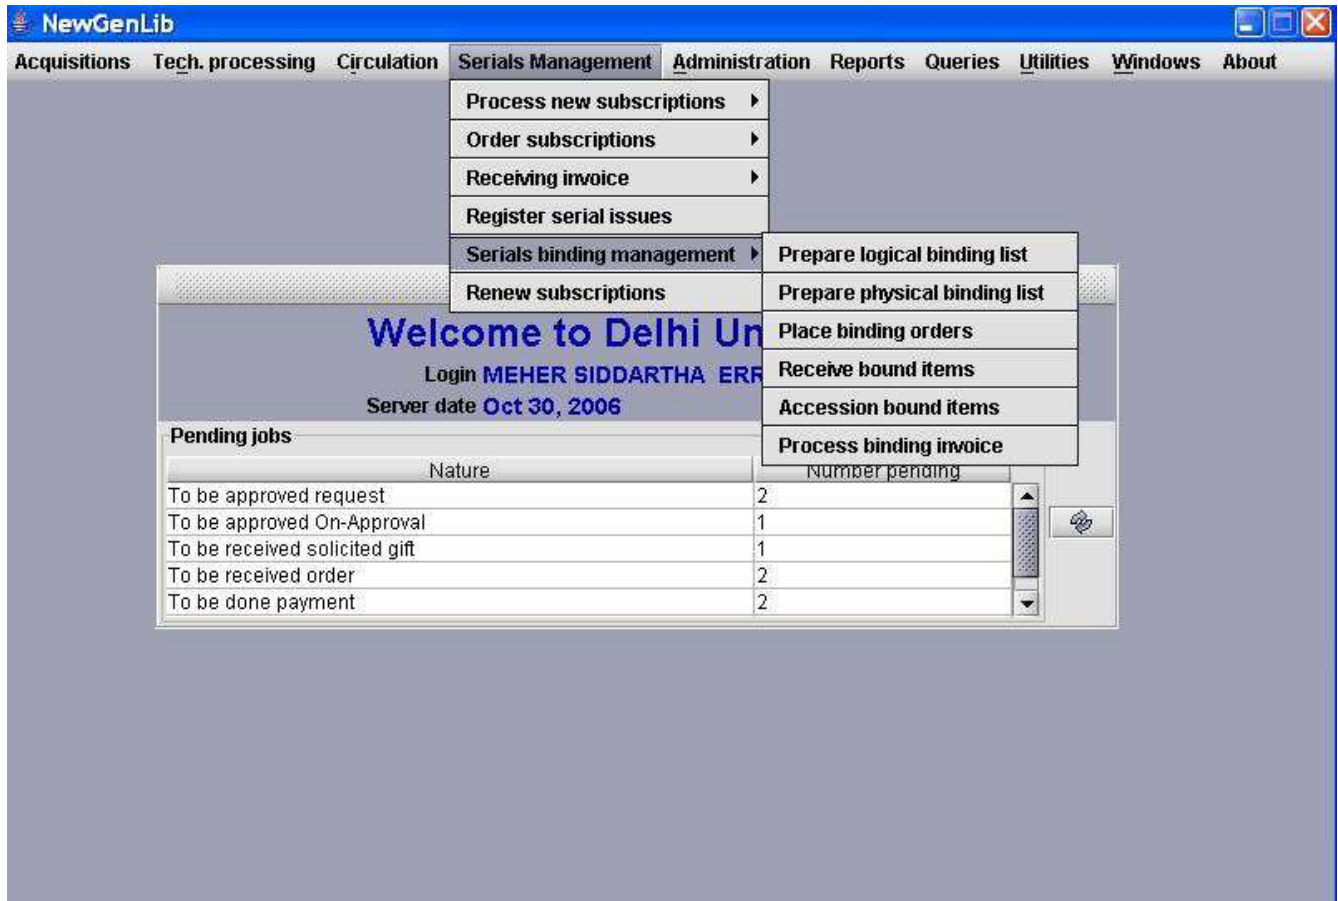 NewGenLib
Acquisitions Tech. processing Circulation Serials Management Administration Reports Queries Utilities Windows About
Process new subscriptions
Order subscriptions
Receiving invoice
Register serial issues
Serials binding management
Renew subscriptions
Prepare logical binding list
Prepare physical binding list
Place binding orders
Receive bound items
Accession bound items
Process binding invoice
Welcome to Delhi Un
Login MEHER SIDDARTHA ERR
Server date Oct 30, 2006
Pending jobs
Nature Number pending
To be approved request 2
To be approved On-Approval 1
To be received solicited gift 1
To be received order 2
To be done payment 2